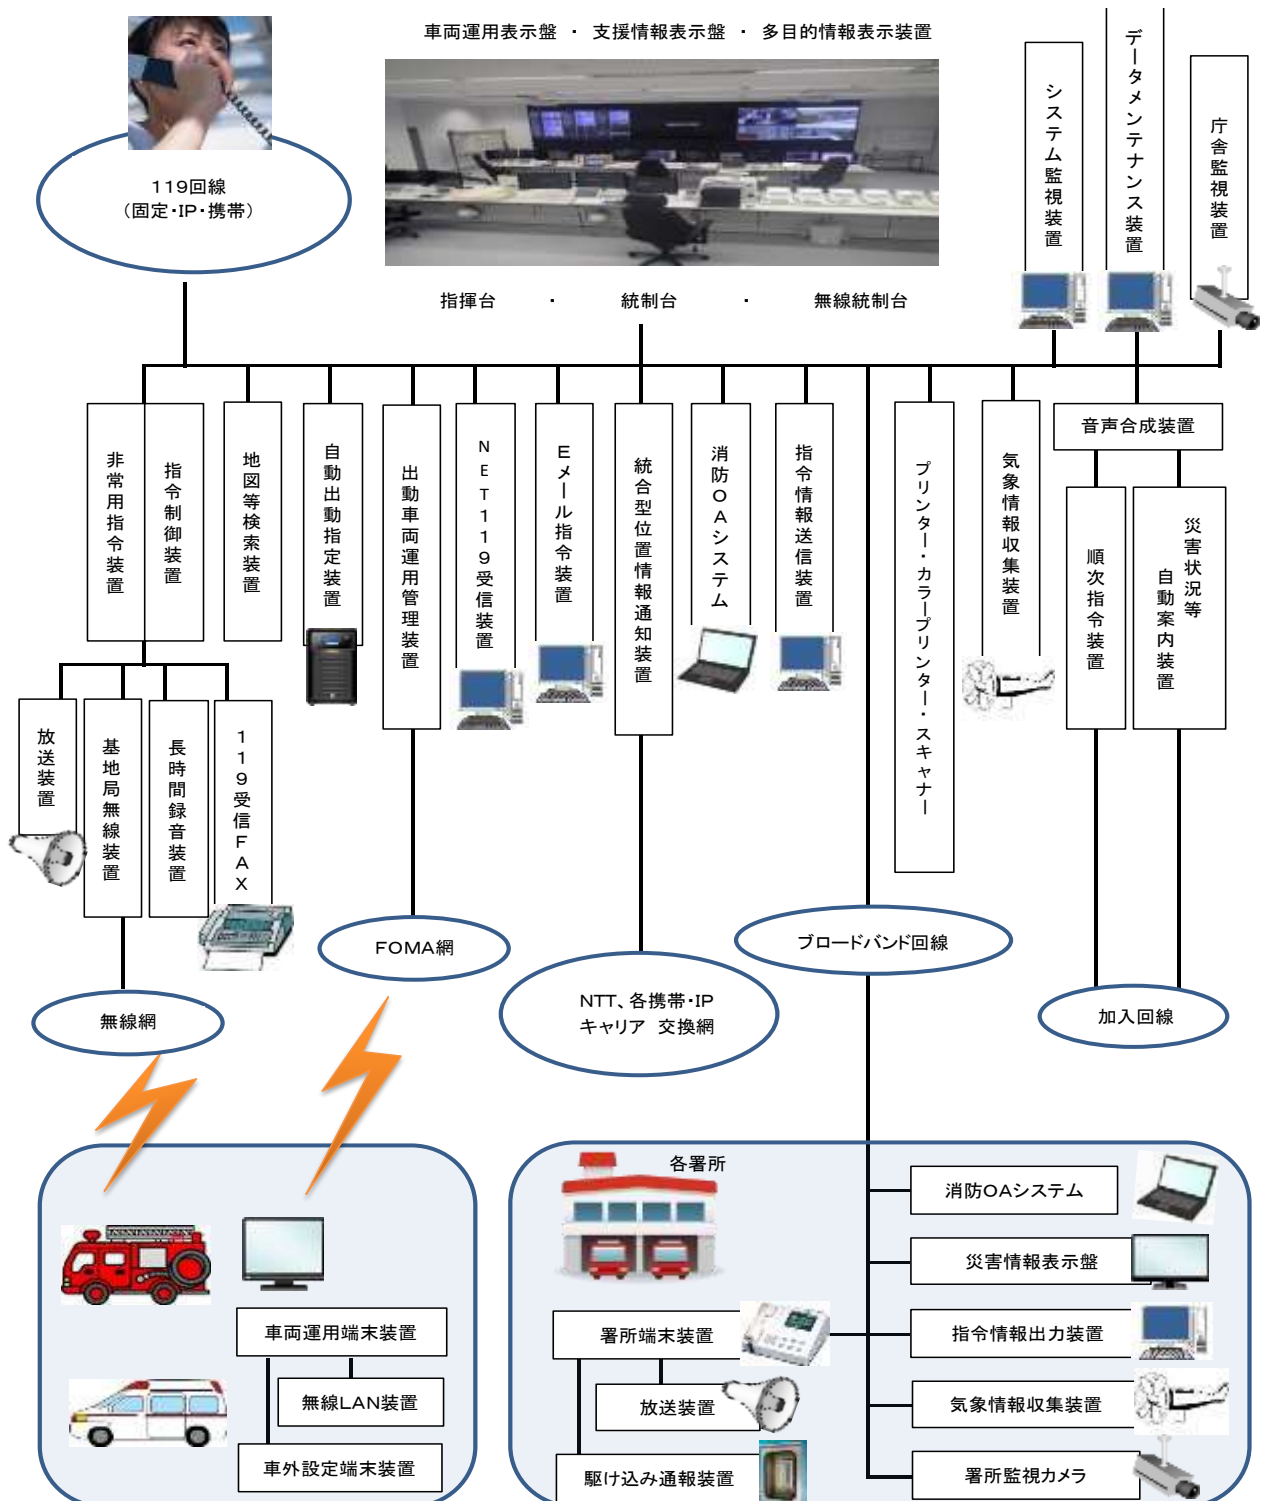 車両運用表示盤 ・ 支援情報表示盤 ・ 多目的情報表示装置
119回線
（固定・IP・携帯）
システム監視装置
データメンテナンス装置
庁舎監視装置
指揮台 ・ 統制台 ・ 無線統制台
非常用指令装置
指令制御装置
地図等検索装置
自動出動指定装置
出動車両運用管理装置
NET119受信装置
Eメール指令装置
統合型位置情報通知装置
消防OAシステム
指令情報送信装置
プリンター・カラープリンター・スキャナー
気象情報収集装置
音声合成装置
順次指令装置
災害状況等
自動案内装置
放送装置
基地局無線装置
長時間録音装置
119受信FAX
無線網
FOMA網
NTT、各携帯・IP
キャリア 交換網
ブロードバンド回線
加入回線
車両運用端末装置
無線LAN装置
車外設定端末装置
各署所
署所端末装置
放送装置
駆け込み通報装置
消防OAシステム
災害情報表示盤
指令情報出力装置
気象情報収集装置
署所監視カメラ